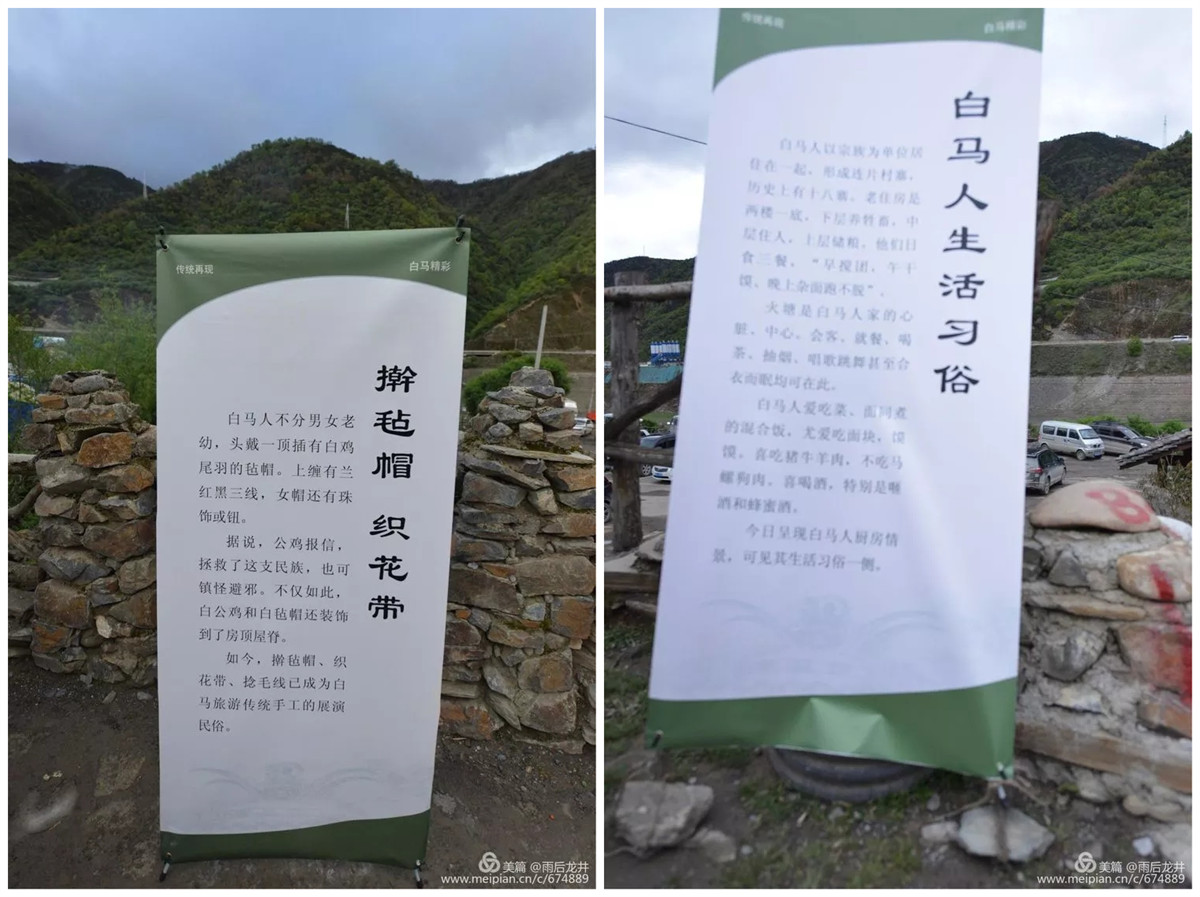 传统再现
白马精彩
擀毡帽 织花带
白马人不分男女老
幼，头戴一顶插有白鸡
尾羽的毡帽。上缠有兰
红黑三线，女帽还有珠
饰或钮。
据说，公鸡报信，
拯救了这支民族，也可
镇怪避邪。不仅如此，
白公鸡和白毡帽还装饰
到了房顶屋脊。
如今，擀毡帽、织
花带、捻毛线已成为白
马旅游传统手工的展演
民俗。
美篇 @雨后龙井
www.meipian.cn/c/674889
传统再现
白马精彩
白马人生活习俗
白马人以宗族为单位居
住在一起、形成连片村寨，
历史上有十八寨。老住房是
两楼一底，下层养牲畜，中
层住人，上层储粮。他们日
食三餐，“早搅团，午干
馍，晚上杂面跑不脱”。
火塘是白马人家的心
脏、中心。会客、就餐、喝
茶、抽烟、唱歌跳舞甚至合
衣而眠均可在此。
白马人爱吃菜、面同煮
的混合饭，尤爱吃面块，馍
馍。喜吃猪牛羊肉，不吃马
骡狗肉。喜喝酒，特别是咂
酒和蜂蜜酒。
今日呈现白马人厨房情
景，可见其生活习俗一侧。
8
美篇 @雨后龙井
www.meipian.cn/c/674889